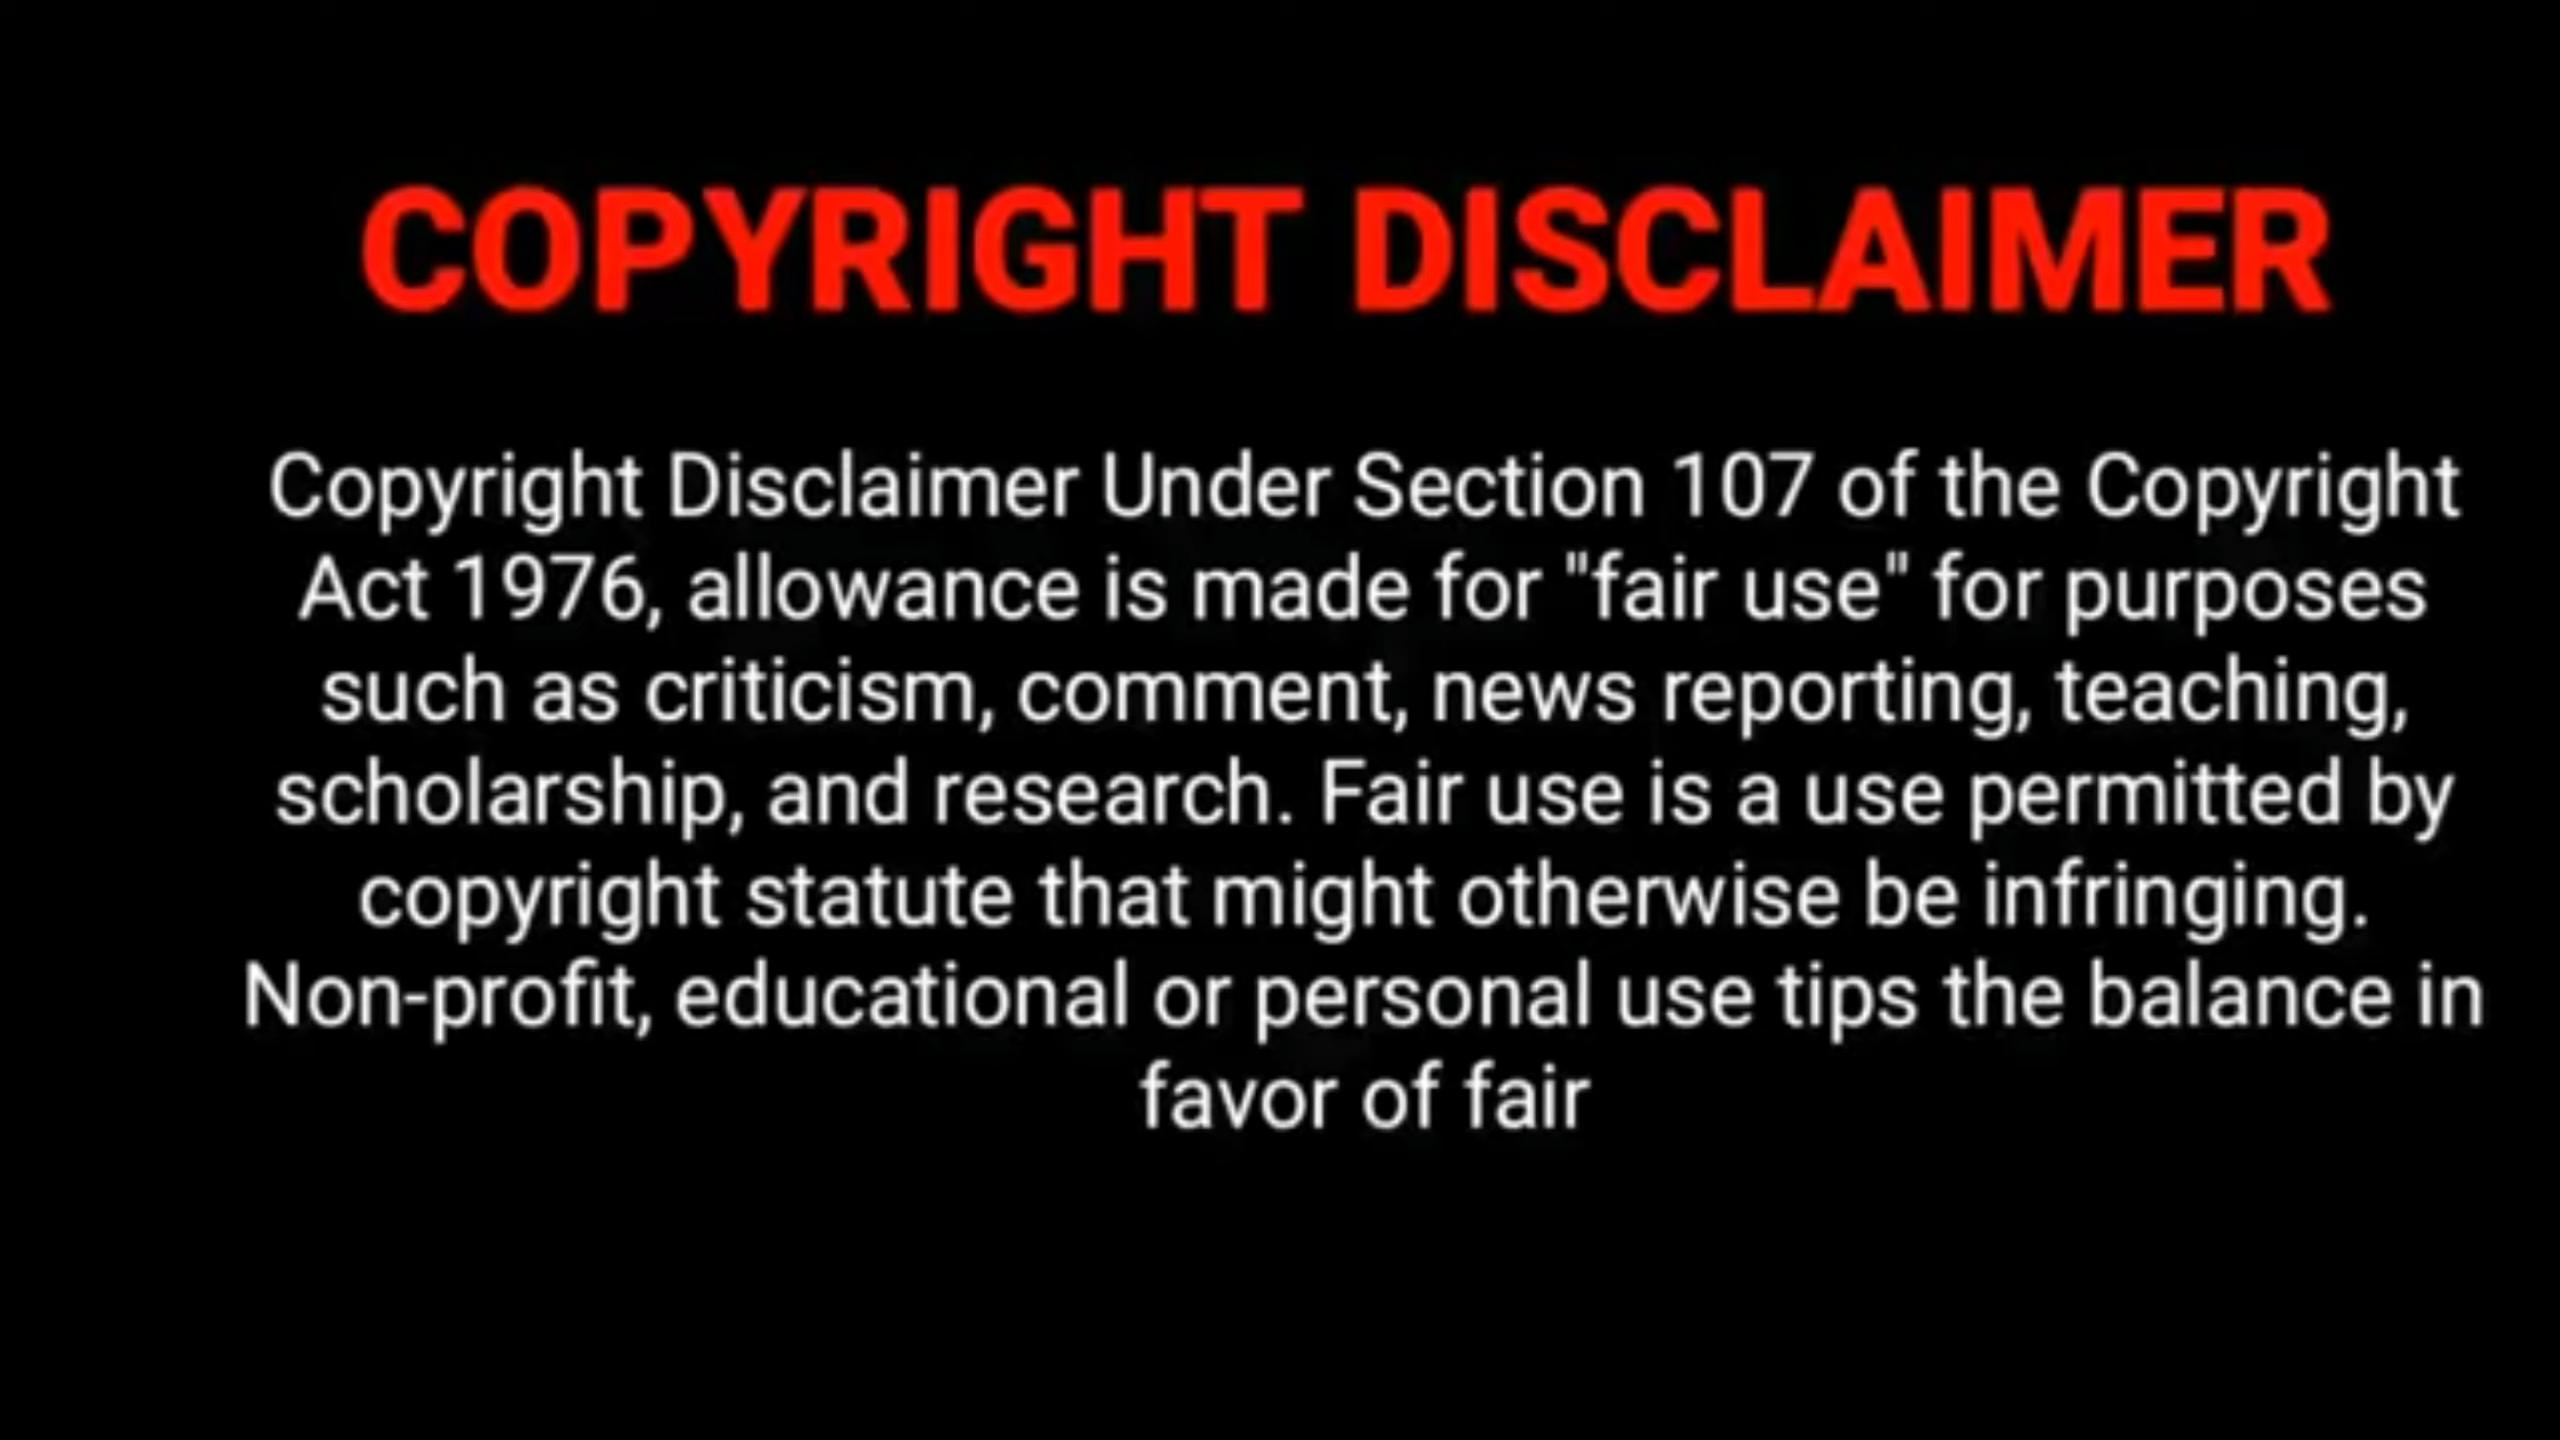 COPYRIGHT DISCLAIMER
Copyright Disclaimer Under Section 107 of the Copyright
Act 1976, allowance is made for "fair use" for purposes
such as criticism, comment, news reporting, teaching,
scholarship, and research. Fair use is a use permitted by
copyright statute that might otherwise be infringing.
Non-profit, educational or personal use tips the balance in
favor of fair